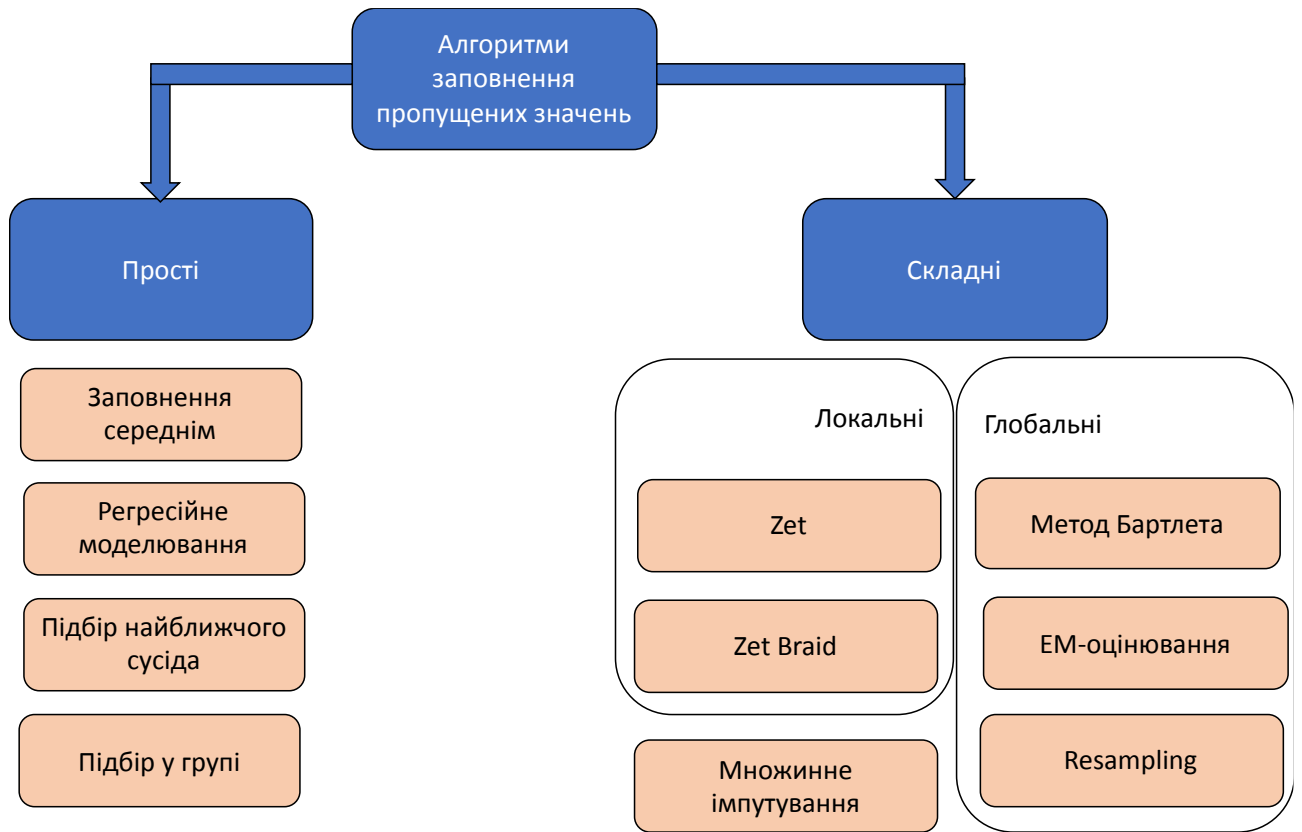 Алгоритми
заповнення
пропущених значень
Прості
Складні
Заповнення
середнім
Регресійне
моделювання
Підбір найближчого
сусіда
Підбір у групі
Локальні
Zet
Zet Braid
Множинне
імпутування
Глобальні
Метод Бартлета
ЕМ-оцінювання
Resampling